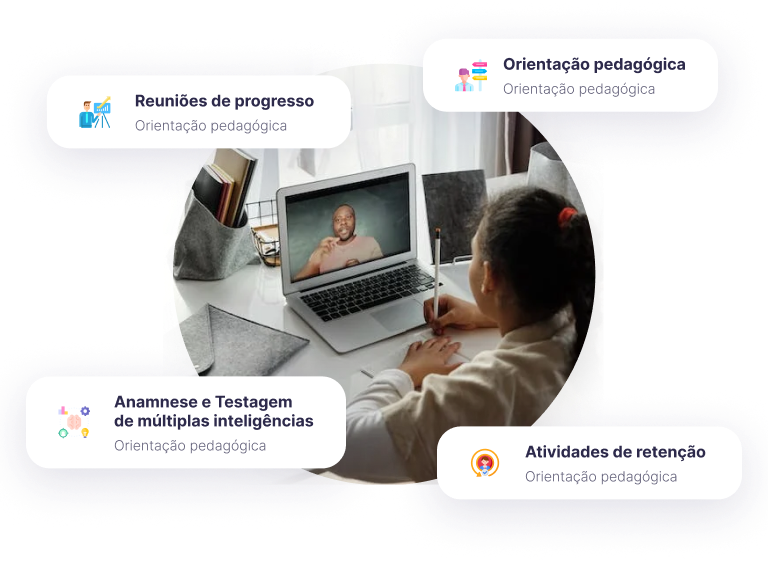 Orientação pedagógica
Orientação pedagógica
Reuniões de progresso
Orientação pedagógica
Anamnese e Testagem
de múltiplas inteligências
Orientação pedagógica
Atividades de retenção
Orientação pedagógica